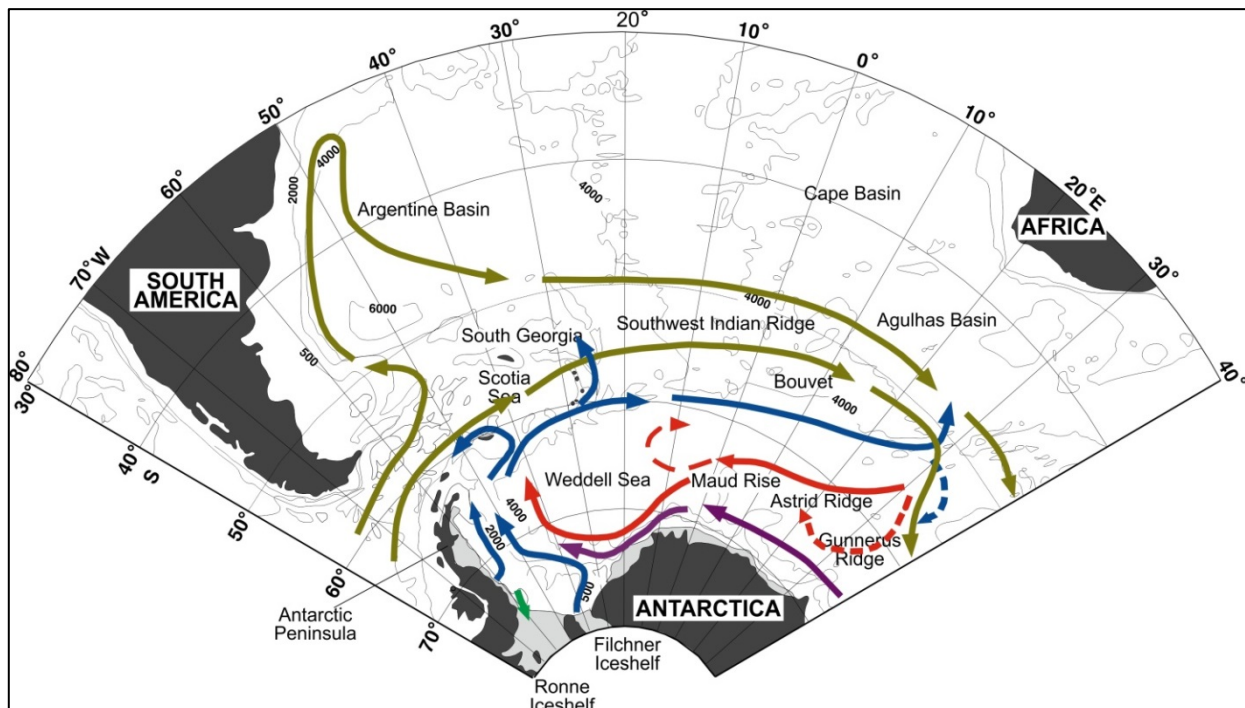 20°
30°
10°
40°
0°
50°
10°
60°
20°E
70°W
30°
80°
40°
30°
40°
S
50°
60°
70°
4000
2000
4000
Cape Basin
Argentine Basin
AFRICA
SOUTH
AMERICA
6000
4000
500
South Georgia
Southwest Indian Ridge
Agulhas Basin
Scotia
Sea
Bouvet
4000
Weddell Sea
Maud Rise
Astrid Ridge
4000
2000
Gunnerus
Ridge
500
ANTARCTICA
Antarctic
Peninsula
Filchner
Iceshelf
Ronne
Iceshelf